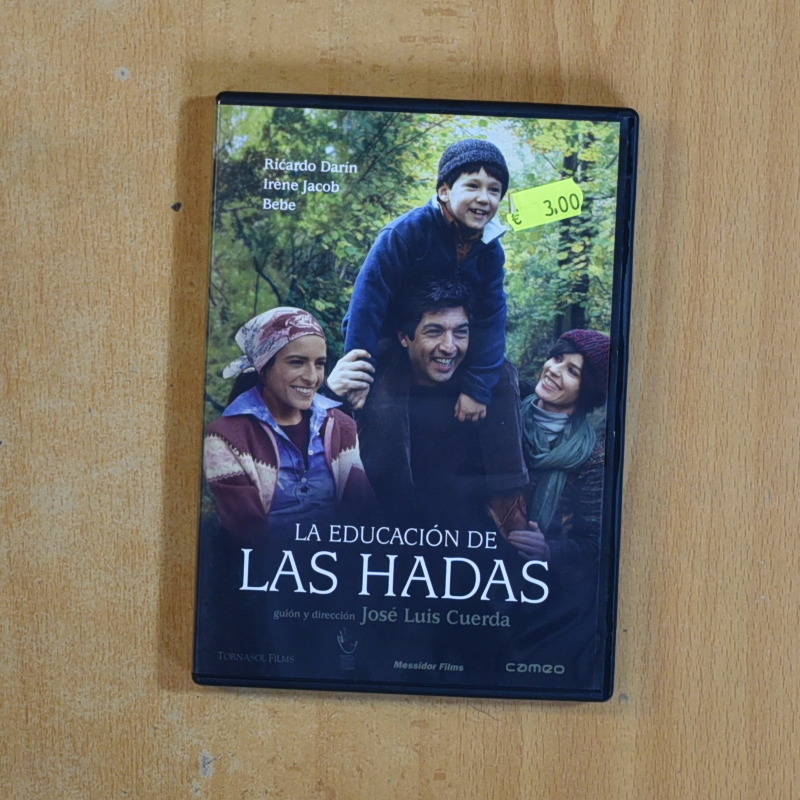 Ricardo Darín
Irène Jacob
Bebe
€ 3,00
LA EDUCACIÓN DE
LAS HADAS
guión y dirección José Luis Cuerda
TORNASOL FILMS
Messidor Films
cameo